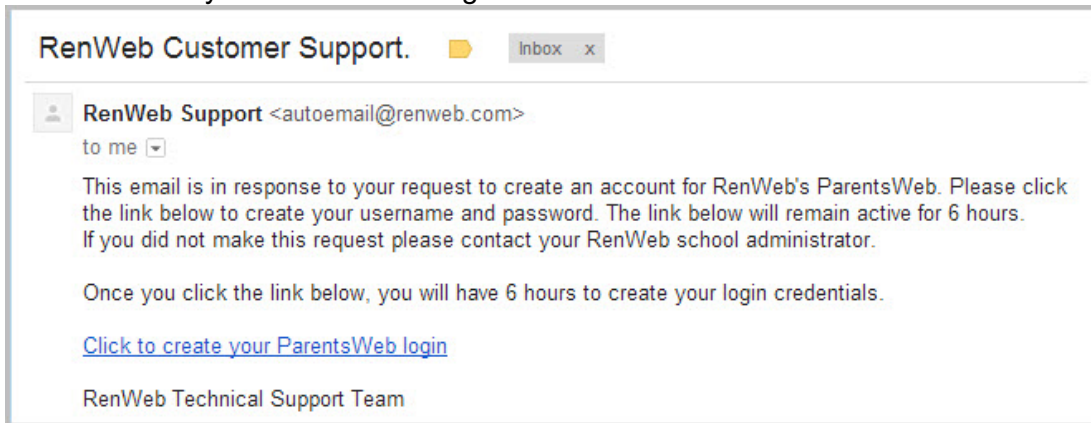 RenWeb Customer Support. Inbox x
RenWeb Support <autoemail@renweb.com>
to me
This email is in response to your request to create an account for RenWeb's ParentsWeb. Please click
the link below to create your username and password. The link below will remain active for 6 hours.
If you did not make this request please contact your RenWeb school administrator.
Once you click the link below, you will have 6 hours to create your login credentials.
Click to create your ParentsWeb login
RenWeb Technical Support Team